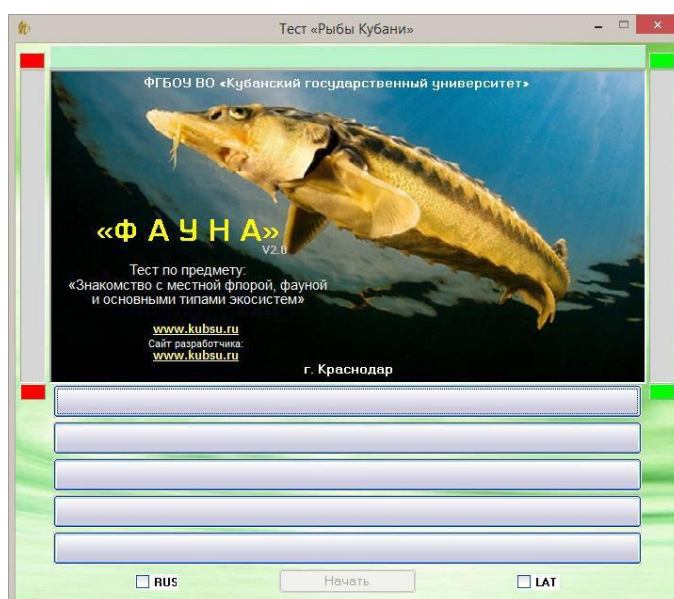 Тест «Рыбы Кубани»
ФГБОУ ВО «Кубанский государственный университет»
«Ф А У Н А»
V2.0
Тест по предмету:
«Знакомство с местной флорой, фауной
и основными типами экосистем»
www.kubsu.ru
Сайт разработчика:
www.kubsu.ru
г. Краснодар
RUS
Начать
LAT